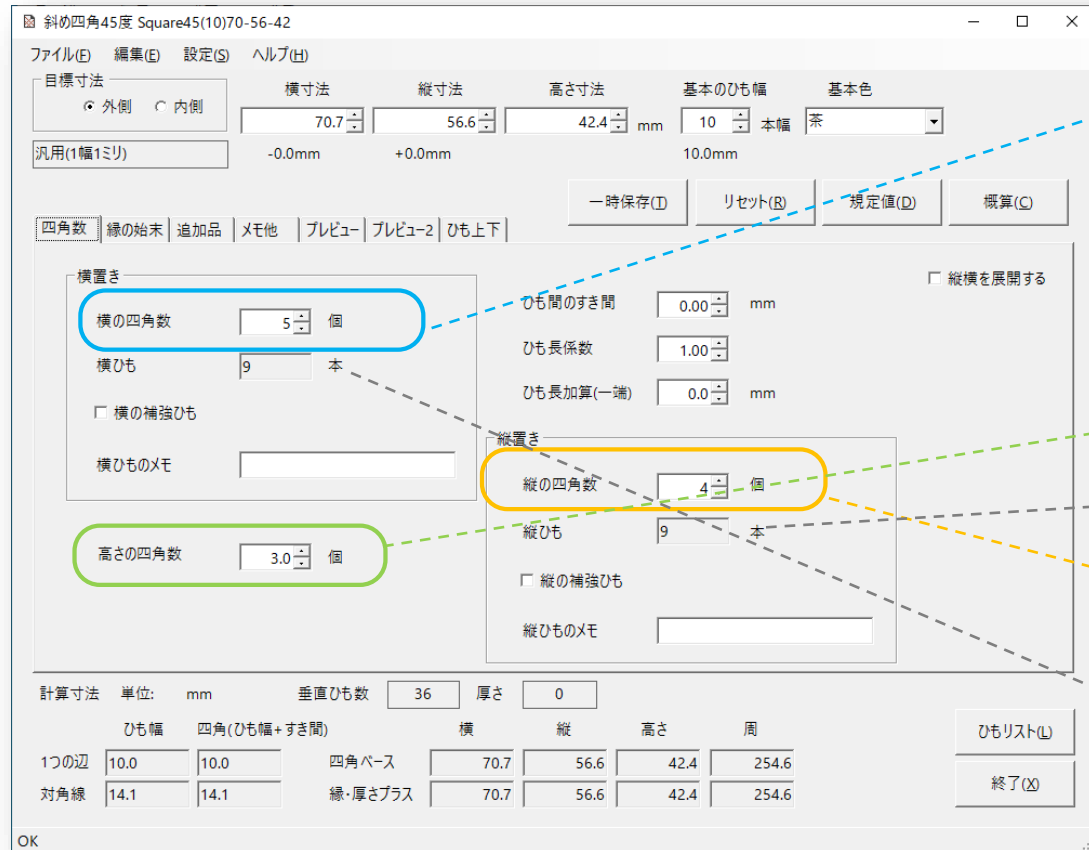 斜め四角45度 Square45(10)70-56-42
ファイル(F) 編集(E) 設定(S) ヘルプ(H)
目標寸法
外側 内側
横寸法 縦寸法 高さ寸法 基本のひも幅 基本色
70.7 56.6 42.4 mm 10 本幅 茶
汎用(1幅1ミリ) -0.0mm +0.0mm 10.0mm
一時保存(T) リセット(R) 規定値(D) 概算(C)
四角数 縁の始末 追加品 メモ他 プレビュー プレビュー2 ひも上下
横置き
横の四角数 5 個
横ひも 9 本
横の補強ひも
横ひものメモ
高さの四角数 3.0 個
縦横を展開する
ひも間のすき間 0.00 mm
ひも長係数 1.00
ひも長加算(一端) 0.0 mm
縦置き
縦の四角数 4 個
縦ひも 9 本
縦の補強ひも
縦ひものメモ
計算寸法 単位: mm 垂直ひも数 36 厚さ 0
ひも幅 四角(ひも幅+すき間) 横 縦 高さ 周
1つの辺 10.0 10.0 四角ベース 70.7 56.6 42.4 254.6
対角線 14.1 14.1 縁・厚さプラス 70.7 56.6 42.4 254.6
ひもリスト(L)
終了(X)
OK